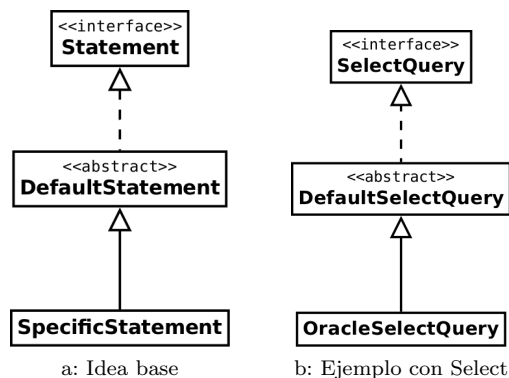 <<interface>>
Statement
<<abstract>>
DefaultStatement
SpecificStatement
a: Idea base
<<interface>>
SelectQuery
<<abstract>>
DefaultSelectQuery
OracleSelectQuery
b: Ejemplo con Select